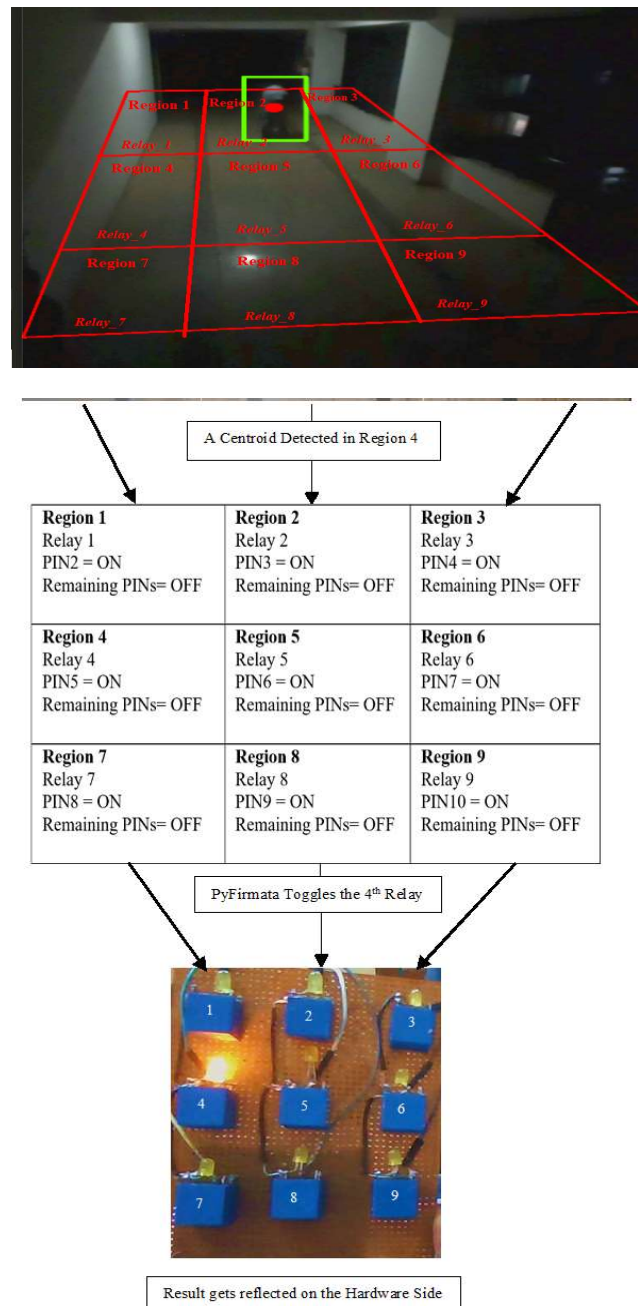 Region 1 Region 2 Region 3
Relay_1 Relay_2 Relay_3
Region 4 Region 5 Region 6
Relay_4 Relay_5 Relay_6
Region 7 Region 8 Region 9
Relay_7 Relay_8 Relay_9
A Centroid Detected in Region 4
Region 1
Relay 1
PIN2 = ON
Remaining PINs= OFF
Region 2
Relay 2
PIN3 = ON
Remaining PINs= OFF
Region 3
Relay 3
PIN4 = ON
Remaining PINs= OFF
Region 4
Relay 4
PIN5 = ON
Remaining PINs= OFF
Region 5
Relay 5
PIN6 = ON
Remaining PINs= OFF
Region 6
Relay 6
PIN7 = ON
Remaining PINs= OFF
Region 7
Relay 7
PIN8 = ON
Remaining PINs= OFF
Region 8
Relay 8
PIN9 = ON
Remaining PINs= OFF
Region 9
Relay 9
PIN10 = ON
Remaining PINs= OFF
PyFirmata Toggles the 4th Relay
1 2 3
4 5 6
7 8 9
Result gets reflected on the Hardware Side